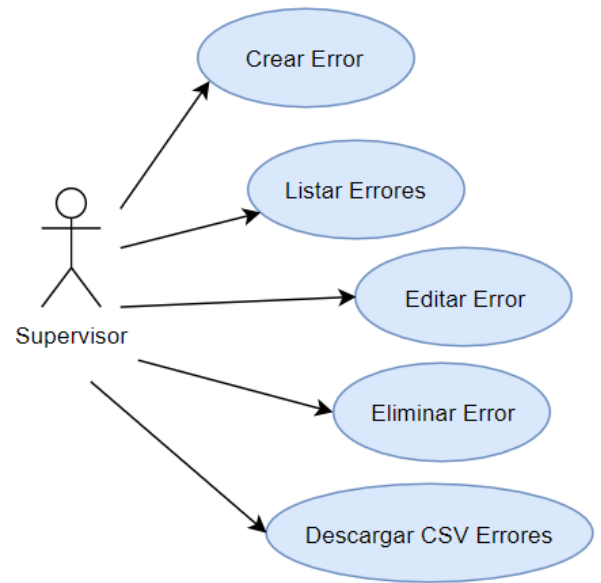 Crear Error
Listar Errores
Editar Error
Supervisor
Eliminar Error
Descargar CSV Errores